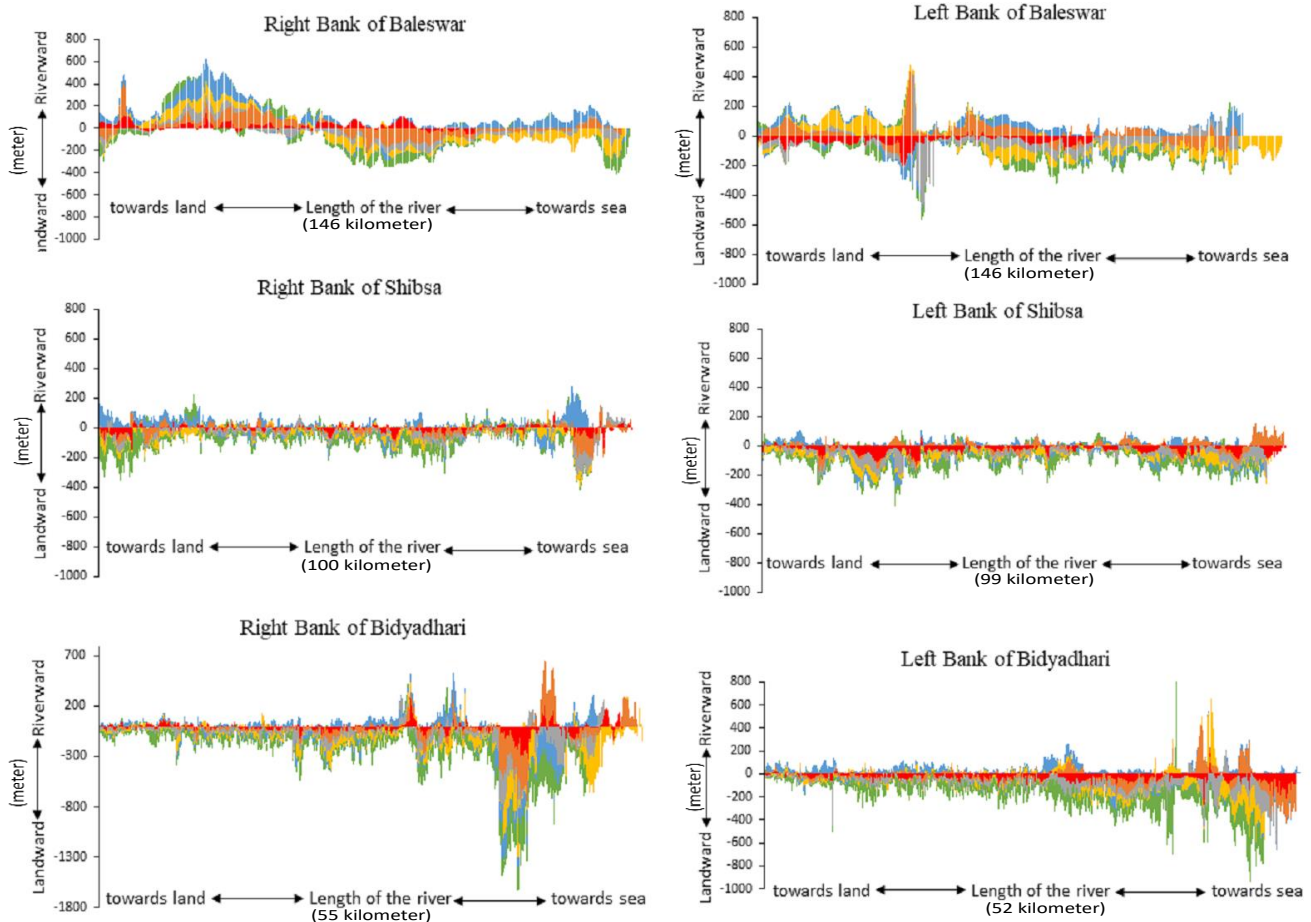 Right Bank of Baleswar
800
600
400
200
0
-200
-400
-600
-800
-1000
Riverward
(meter)
ndward
towards land
Length of the river
towards sea
(146 kilometer)
Left Bank of Baleswar
800
600
400
200
0
-200
-400
-600
-800
-1000
Riverward
(meter)
Landward
towards land
Length of the river
towards sea
(146 kilometer)
Right Bank of Shibsa
800
600
400
200
0
-200
-400
-600
-800
-1000
Riverward
(meter)
Landward
towards land
Length of the river
towards sea
(100 kilometer)
Left Bank of Shibsa
800
600
400
200
0
-200
-400
-600
-800
-1000
Riverward
(meter)
Landward
towards land
Length of the river
towards sea
(99 kilometer)
Right Bank of Bidyadhari
700
200
-300
-800
-1300
-1800
Riverward
(meter)
Landward
towards land
Length of the river
towards sea
(55 kilometer)
Left Bank of Bidyadhari
800
600
400
200
0
-200
-400
-600
-800
-1000
Riverward
(meter)
Landward
towards land
Length of the river
towards sea
(52 kilometer)